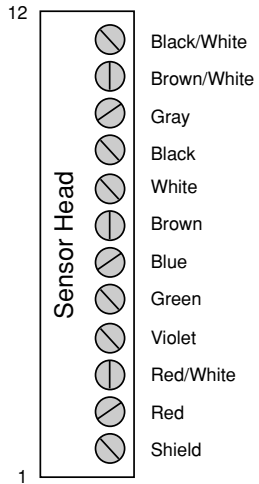 12
Black/White
Brown/White
Gray
Black
White
Brown
Blue
Green
Violet
Red/White
Red
Shield
1
Sensor Head